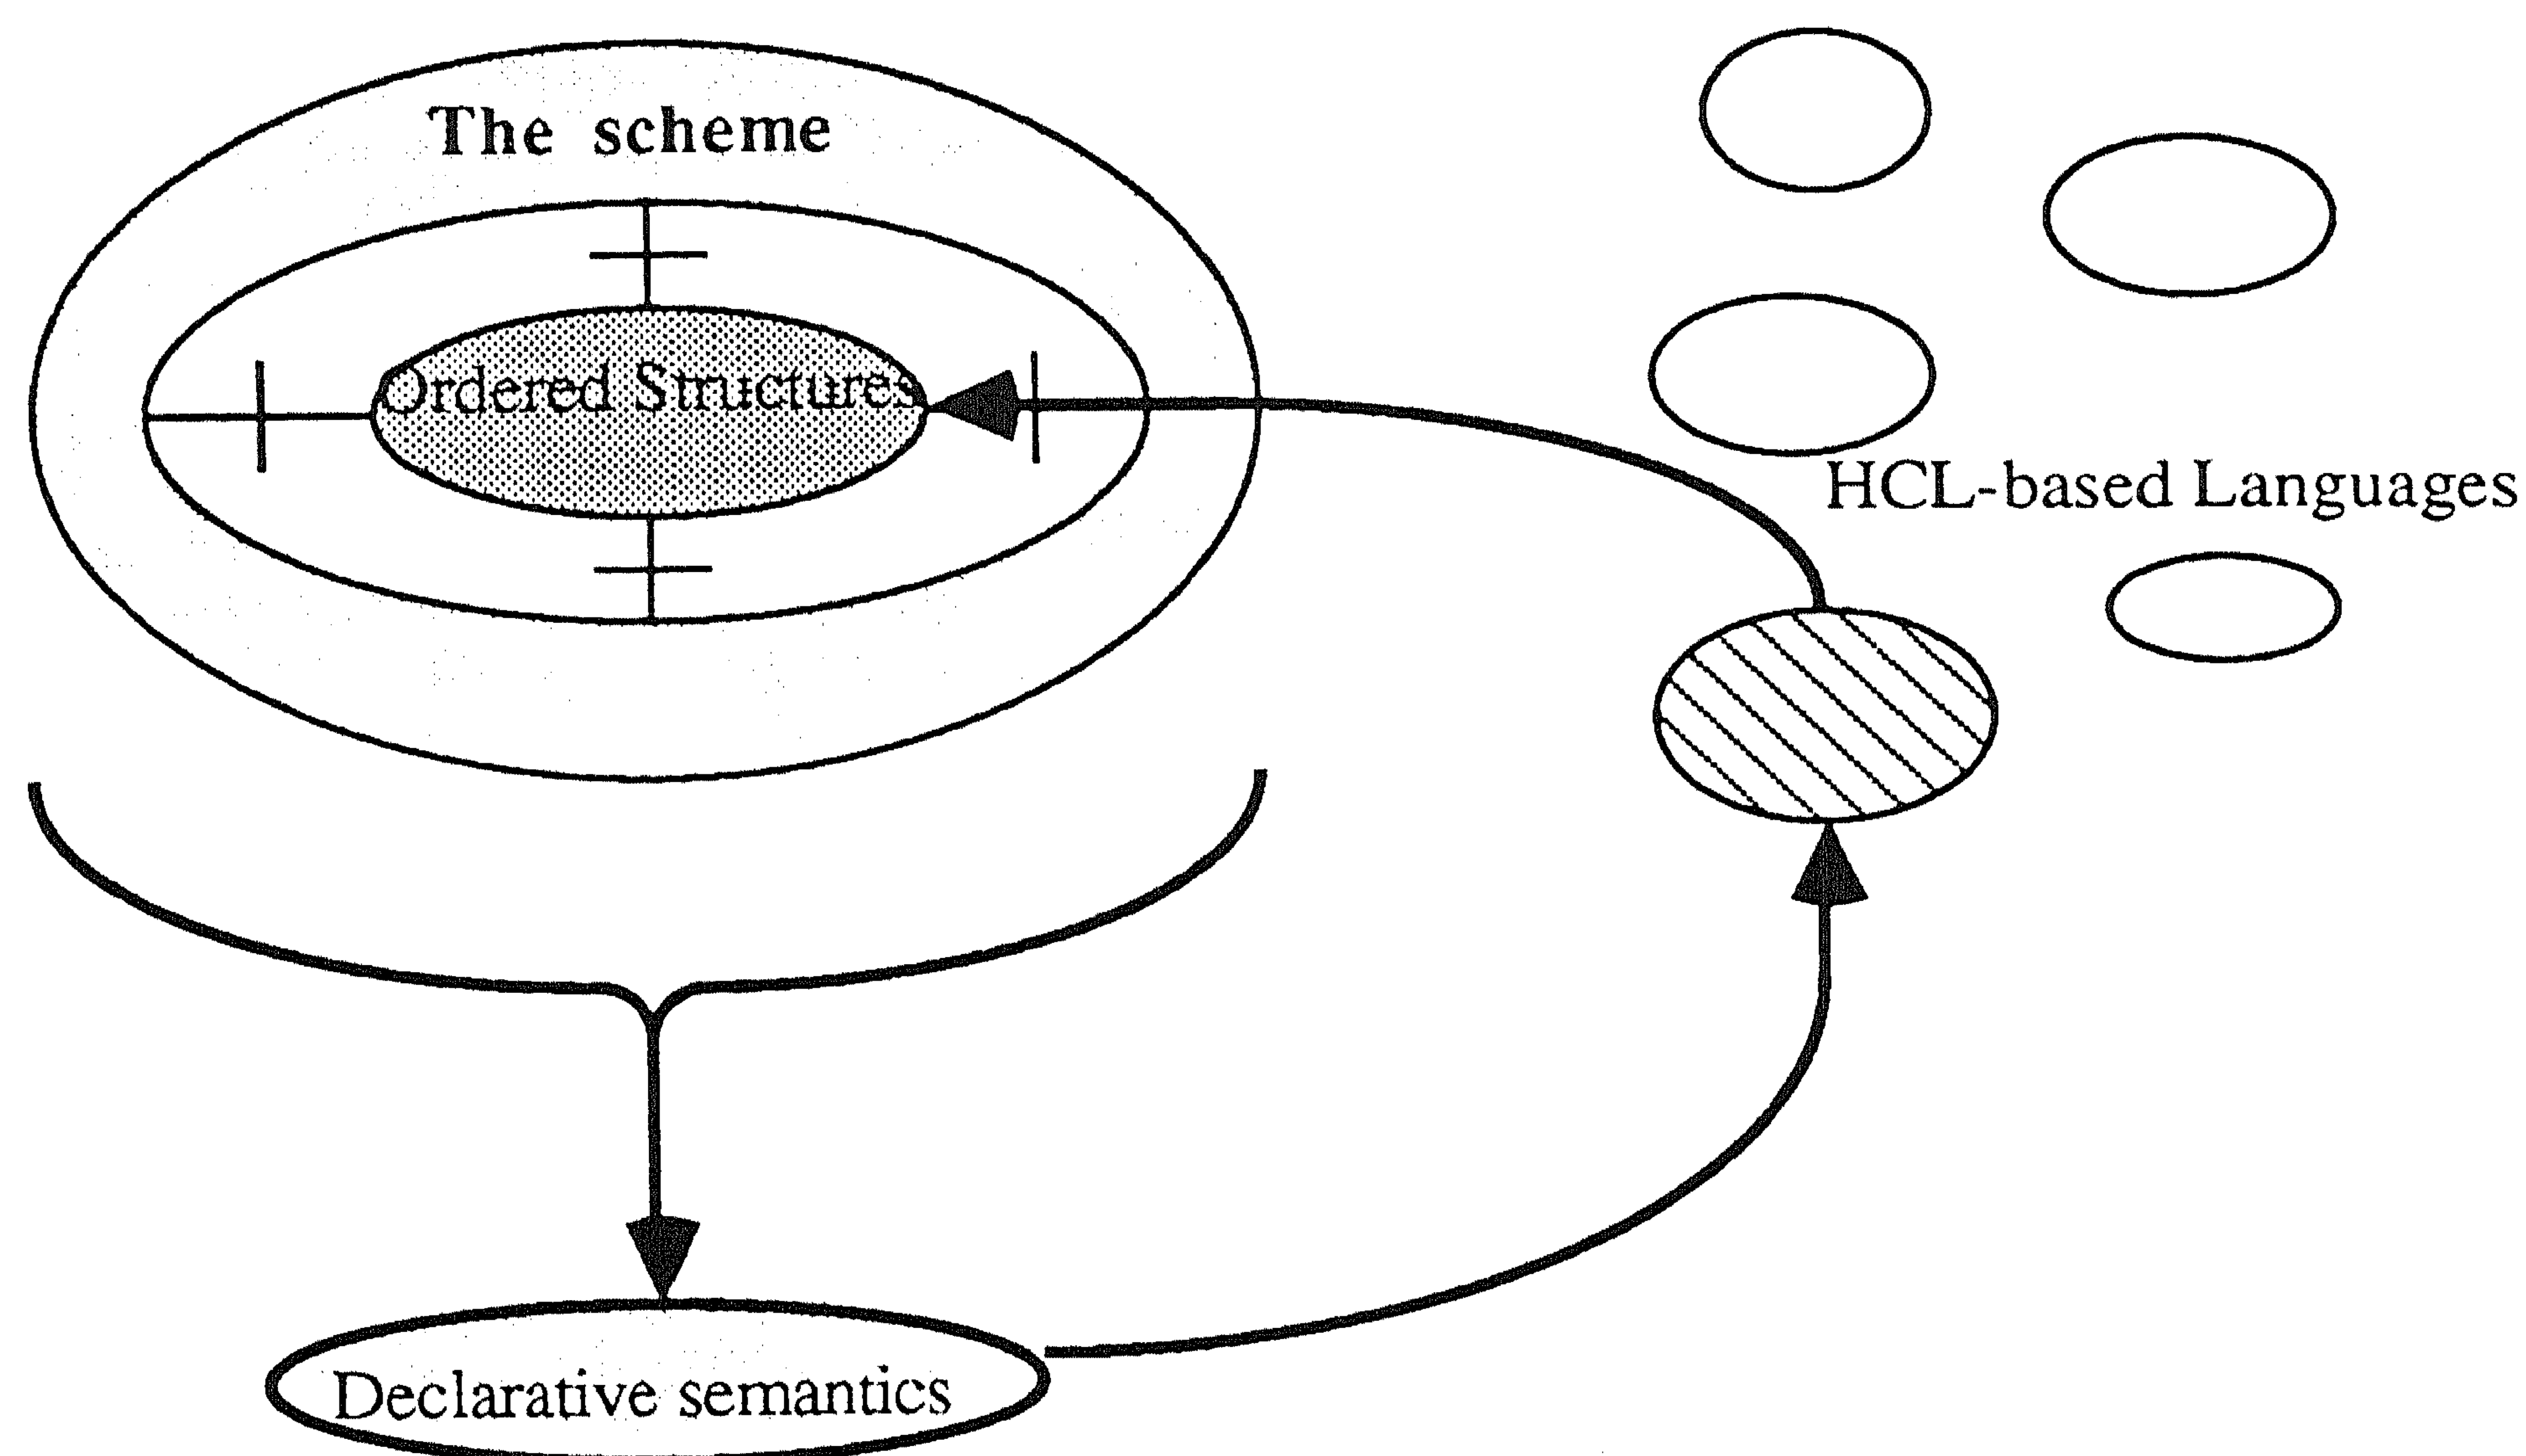 The scheme
Ordered Structures
HCL-based Languages
Declarative semantics